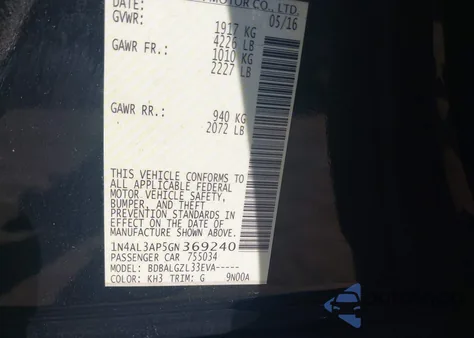 MOTOR CO., LTD.
DATE: 05/16
GVWR: 1917 KG
4226 LB
GAWR FR.: 1010 KG
2227 LB
GAWR RR.: 940 KG
2072 LB
THIS VEHICLE CONFORMS TO
ALL APPLICABLE FEDERAL
MOTOR VEHICLE SAFETY,
BUMPER, AND THEFT
PREVENTION STANDARDS IN
EFFECT ON THE DATE OF
MANUFACTURE SHOWN ABOVE.
1N4AL3AP5GN369240
PASSENGER CAR 755034
MODEL: BDBALGZL33EVA-----
COLOR: KH3 TRIM: G 9N00A